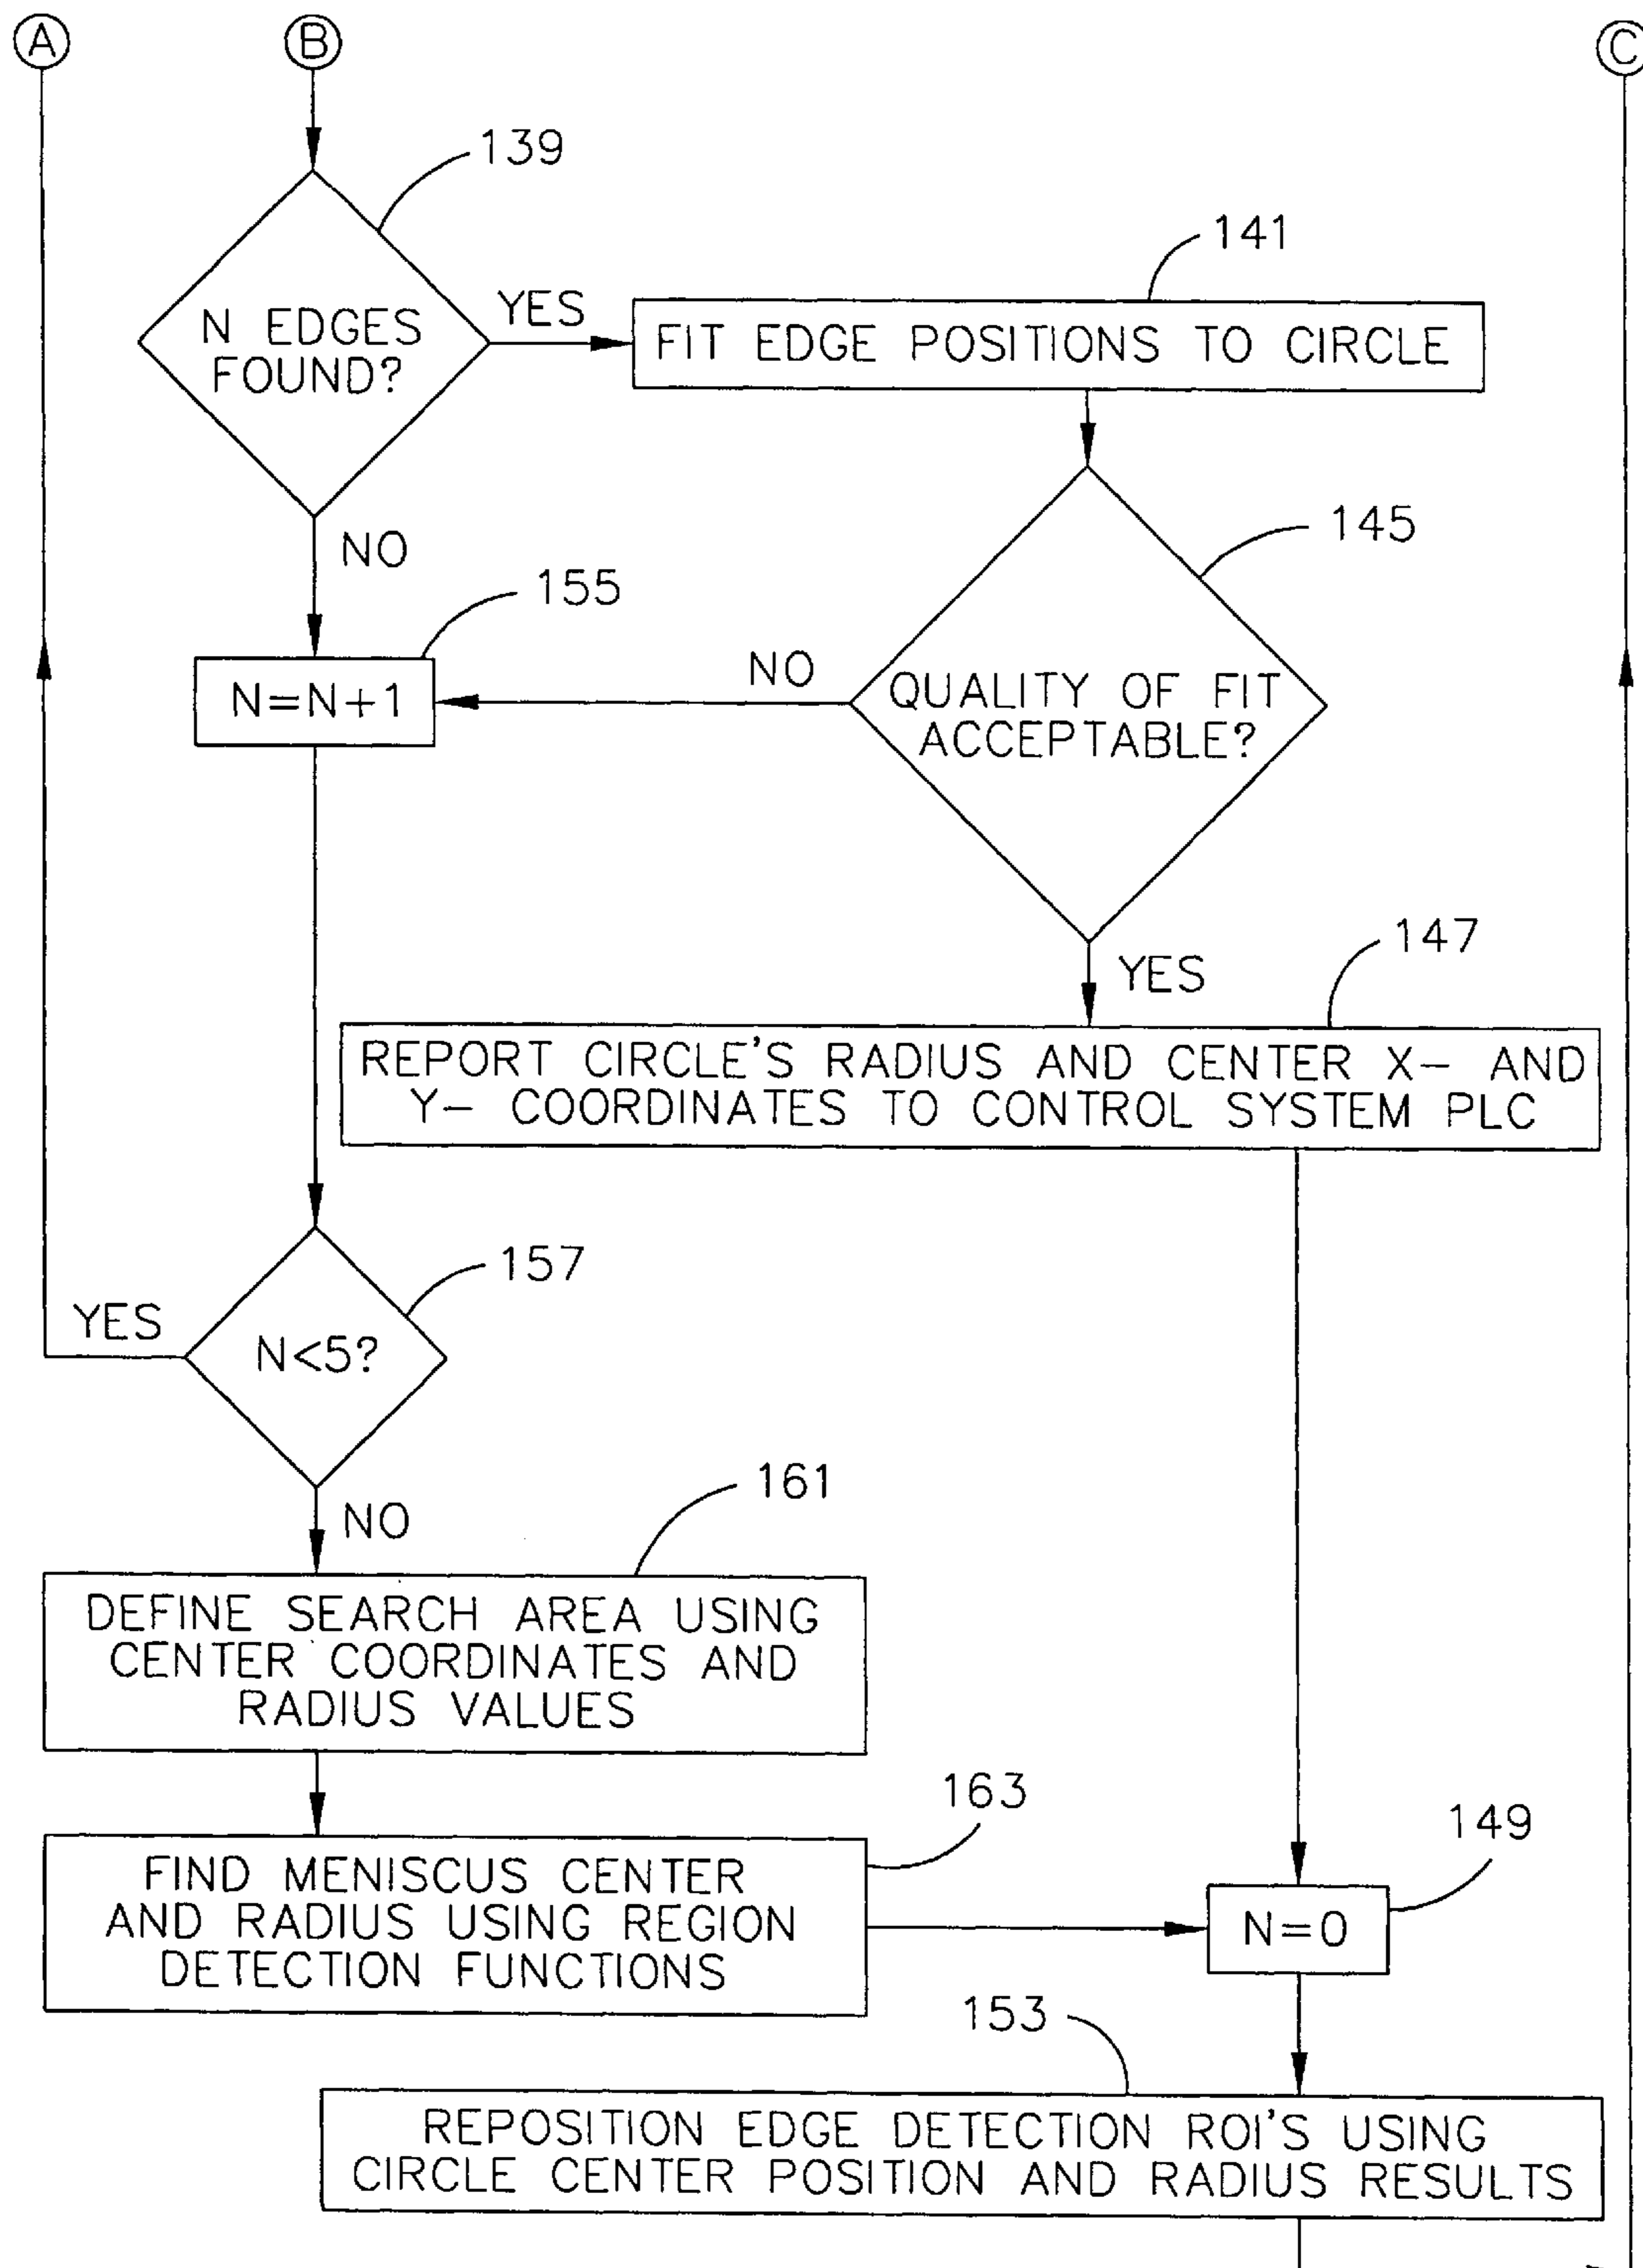 A
B
C
139
141
N EDGES
FOUND?
YES
FIT EDGE POSITIONS TO CIRCLE
NO
145
155
N=N+1
NO
QUALITY OF FIT
ACCEPTABLE?
147
YES
REPORT CIRCLE'S RADIUS AND CENTER X- AND
Y- COORDINATES TO CONTROL SYSTEM PLC
157
YES
N<5?
161
NO
DEFINE SEARCH AREA USING
CENTER COORDINATES AND
RADIUS VALUES
163
149
FIND MENISCUS CENTER
AND RADIUS USING REGION
DETECTION FUNCTIONS
N=0
153
REPOSITION EDGE DETECTION ROI'S USING
CIRCLE CENTER POSITION AND RADIUS RESULTS